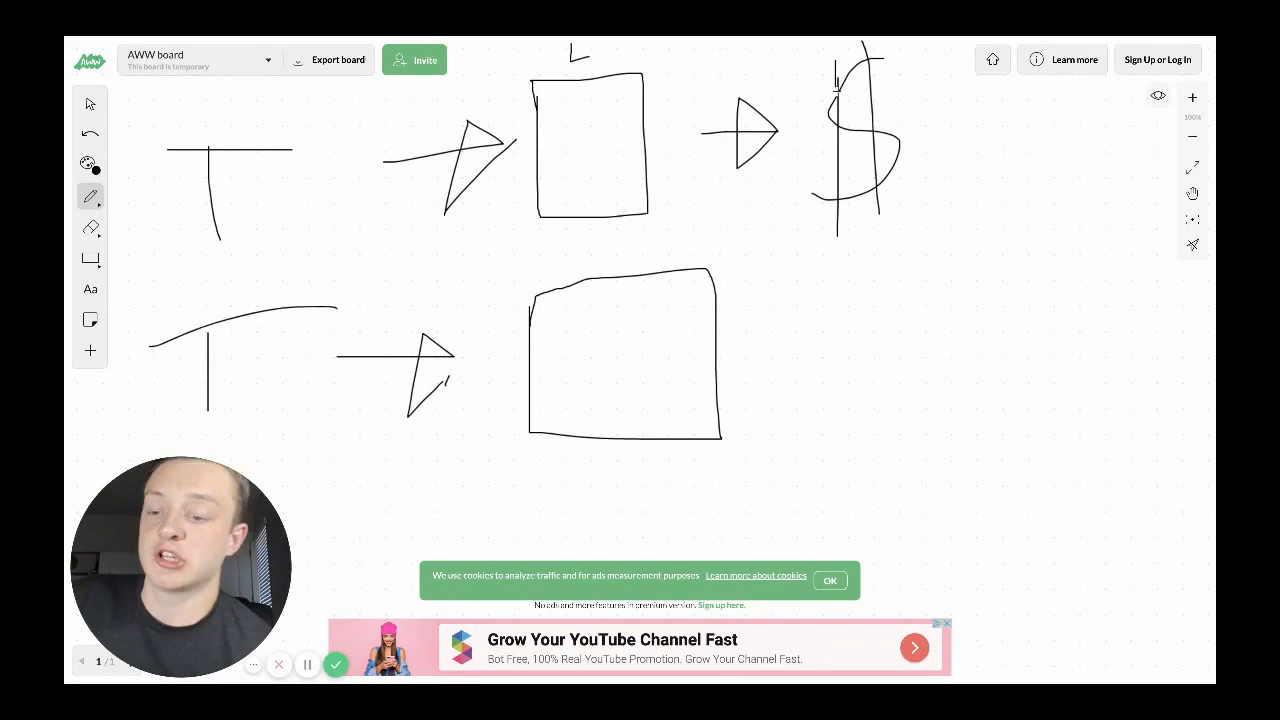 AWW
AWW board
This board is temporary
Export board
Invite
Learn more
Sign Up or Log In
100%
L
T
$
T
Aa
We use cookies to analyze traffic and for ads measurement purposes Learn more about cookies
OK
No ads and more features in premium version. Sign up here.
Grow Your YouTube Channel Fast
Bot Free, 100% Real YouTube Promotion. Grow Your Channel Fast.
1 / 1